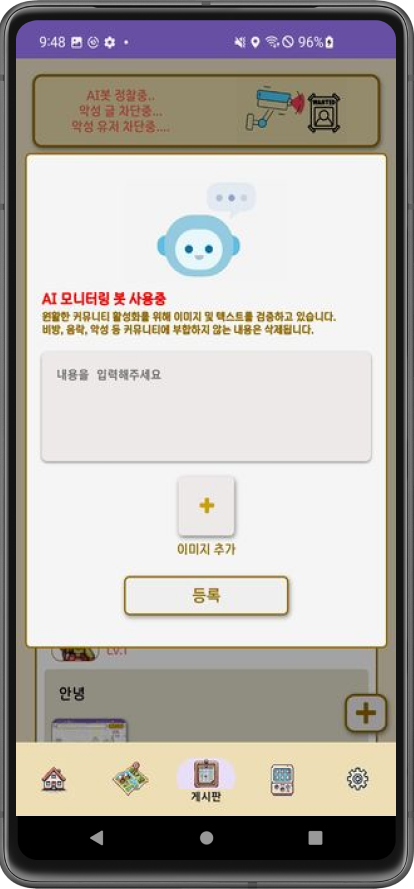 9:48
96%
AI봇 정찰중..
악성 글 차단중...
악성 유저 차단중....
WANTED
AI 모니터링 봇 사용중
원활한 커뮤니티 활성화를 위해 이미지 및 텍스트를 검증하고 있습니다.
비방, 음락, 악성 등 커뮤니티에 부합하지 않는 내용은 삭제됩니다.
내용을 입력해주세요
+
이미지 추가
등록
LV.1
안녕
+
게시판